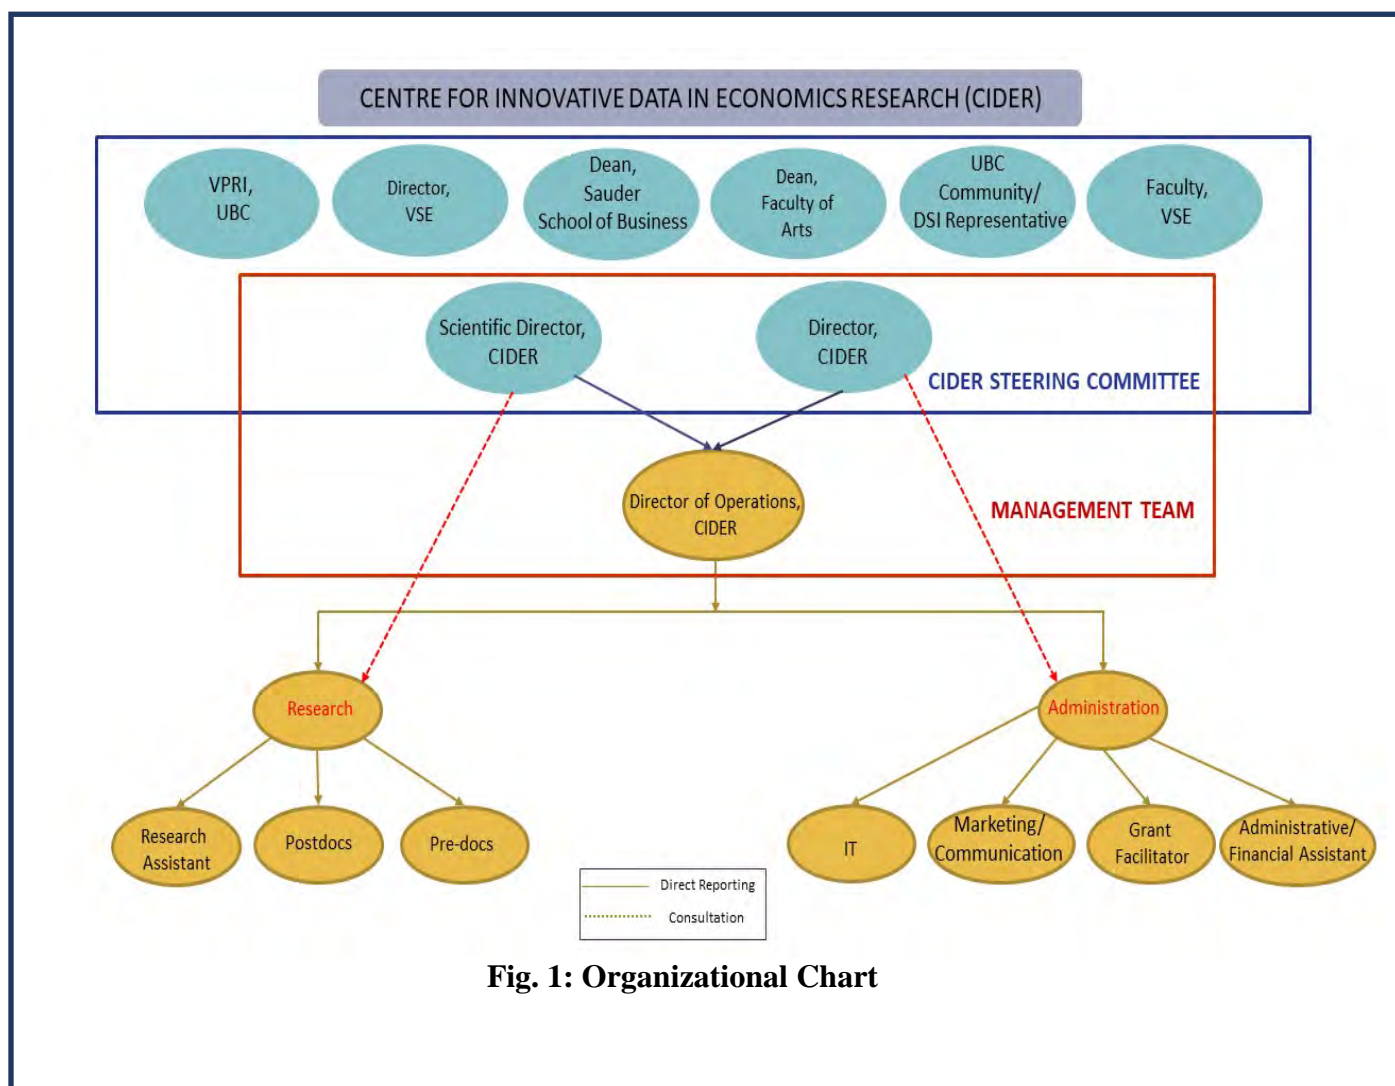 CENTRE FOR INNOVATIVE DATA IN ECONOMICS RESEARCH (CIDER)
VPRI,
UBC
Director,
VSE
Dean,
Sauder
School of Business
Dean,
Faculty of
Arts
UBC
Community/
DSI Representative
Faculty,
VSE
Scientific Director,
CIDER
Director,
CIDER
CIDER STEERING COMMITTEE
Director of Operations,
CIDER
MANAGEMENT TEAM
Research
Administration
Research
Assistant
Postdocs
Pre-docs
IT
Marketing/
Communication
Grant
Facilitator
Administrative/
Financial Assistant
Direct Reporting
Consultation
Fig. 1: Organizational Chart